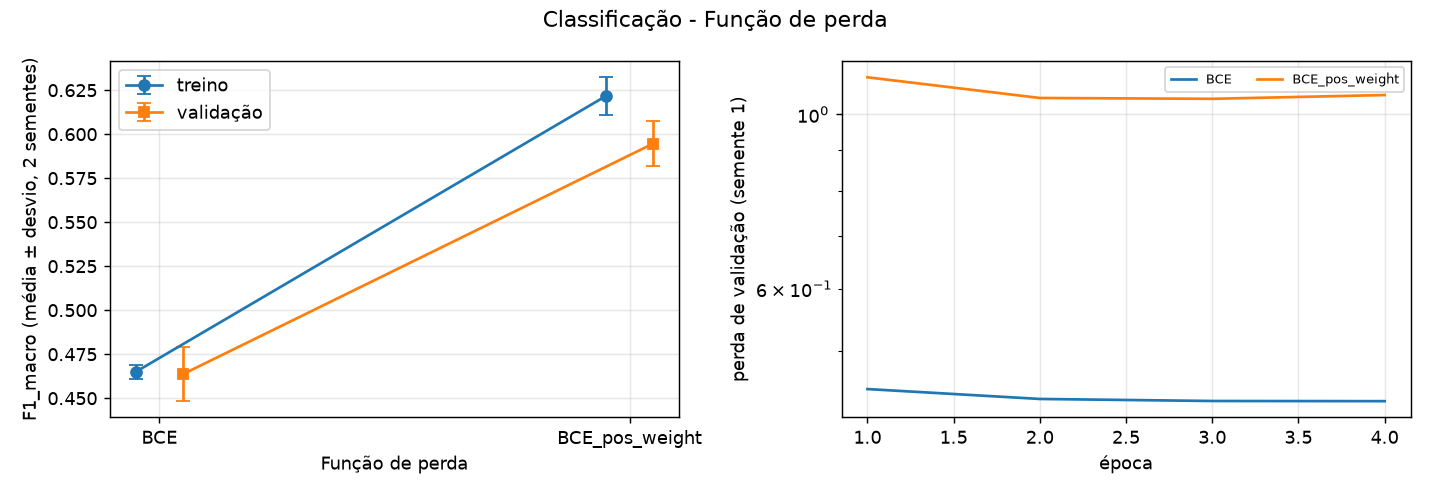 Classificação - Função de perda
F1_macro (média ± desvio, 2 sementes)
0.625
0.600
0.575
0.550
0.525
0.500
0.475
0.450
treino
validação
BCE
BCE_pos_weight
Função de perda
perda de validação (semente 1)
10⁰
6 × 10⁻¹
BCE
BCE_pos_weight
1.0
1.5
2.0
2.5
3.0
3.5
4.0
época